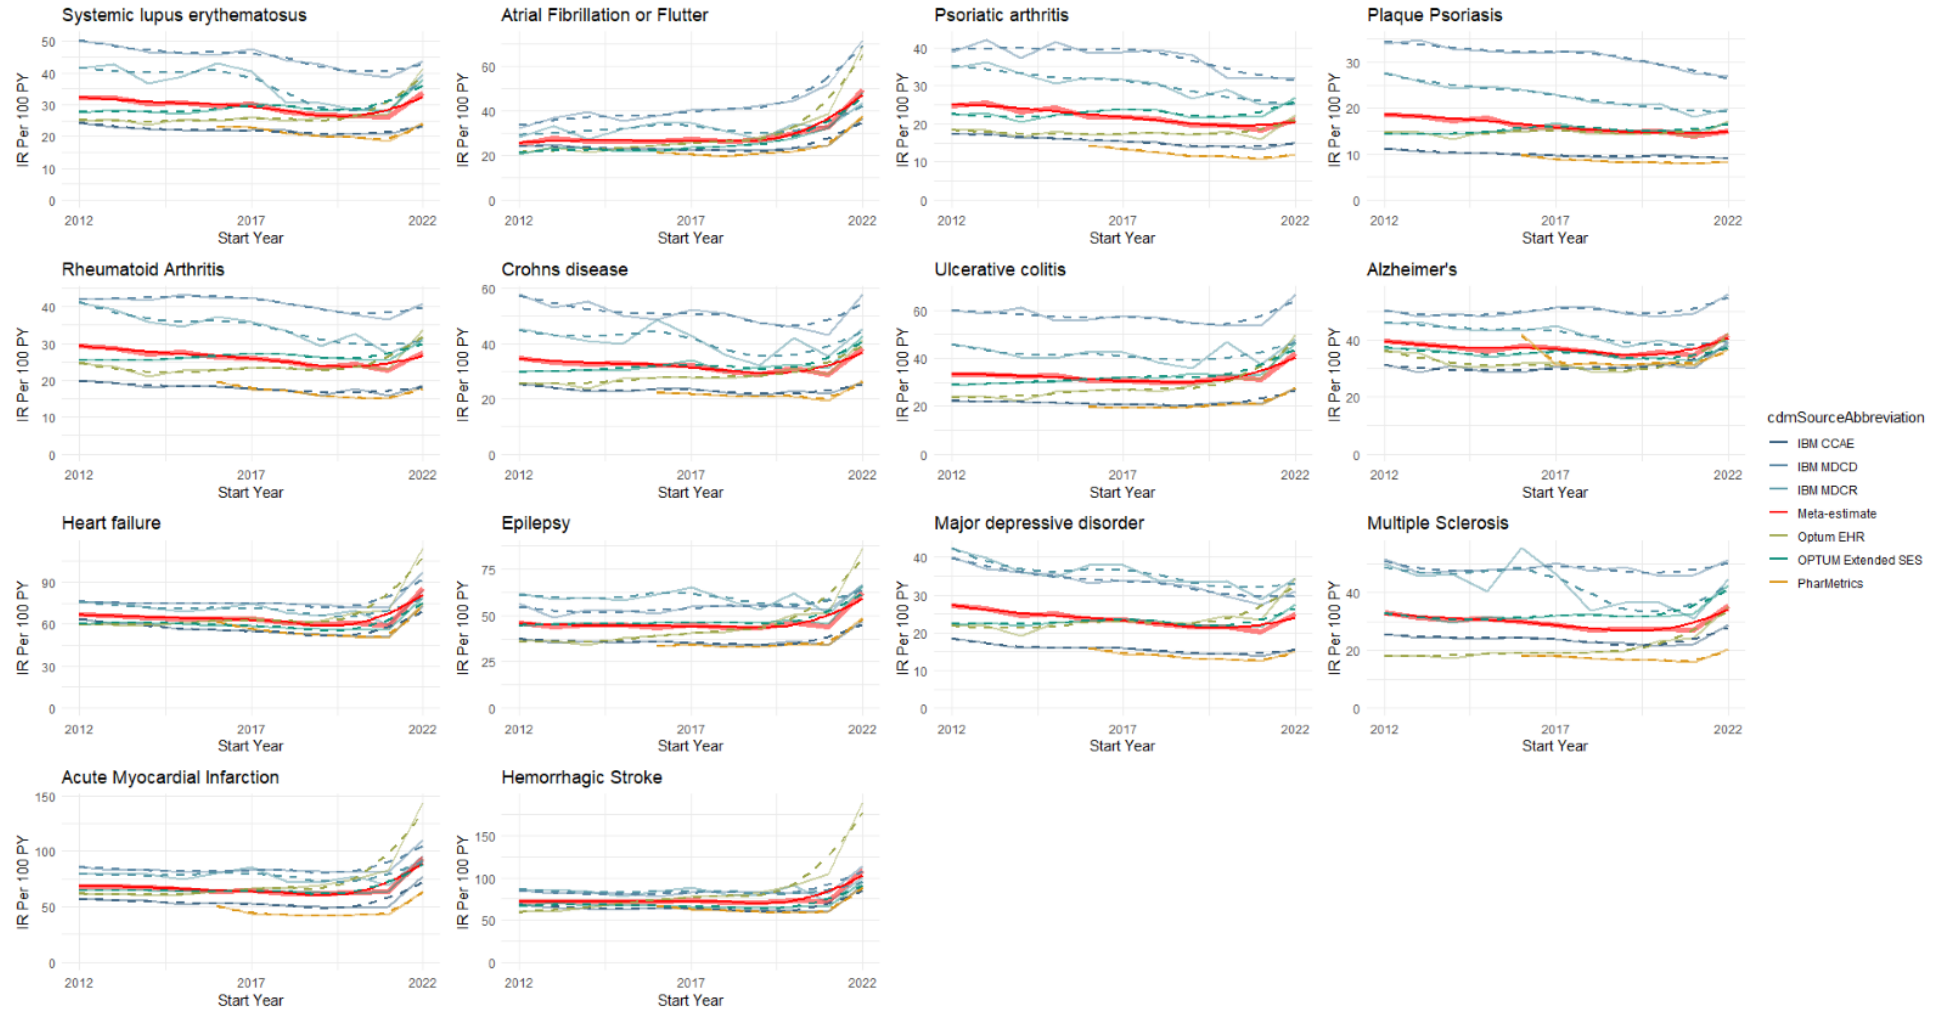 Systemic lupus erythematosus
IR Per 100 PY
50
40
30
20
10
0
2012 2017 2022
Start Year
Atrial Fibrillation or Flutter
IR Per 100 PY
60
40
20
0
2012 2017 2022
Start Year
Psoriatic arthritis
IR Per 100 PY
40
30
20
10
0
2012 2017 2022
Start Year
Plaque Psoriasis
IR Per 100 PY
30
20
10
0
2012 2017 2022
Start Year
Rheumatoid Arthritis
IR Per 100 PY
40
30
20
10
0
2012 2017 2022
Start Year
Crohns disease
IR Per 100 PY
60
40
20
0
2012 2017 2022
Start Year
Ulcerative colitis
IR Per 100 PY
60
40
20
0
2012 2017 2022
Start Year
Alzheimer's
IR Per 100 PY
40
20
0
2012 2017 2022
Start Year
Heart failure
IR Per 100 PY
90
60
30
0
2012 2017 2022
Start Year
Epilepsy
IR Per 100 PY
75
50
25
0
2012 2017 2022
Start Year
Major depressive disorder
IR Per 100 PY
40
30
20
10
0
2012 2017 2022
Start Year
Multiple Sclerosis
IR Per 100 PY
40
20
0
2012 2017 2022
Start Year
Acute Myocardial Infarction
IR Per 100 PY
150
100
50
0
2012 2017 2022
Start Year
Hemorrhagic Stroke
IR Per 100 PY
150
100
50
0
2012 2017 2022
Start Year
cdmSourceAbbreviation
IBM CCAE
IBM MDCD
IBM MDCR
Meta-estimate
Optum EHR
OPTUM Extended SES
PharMetrics